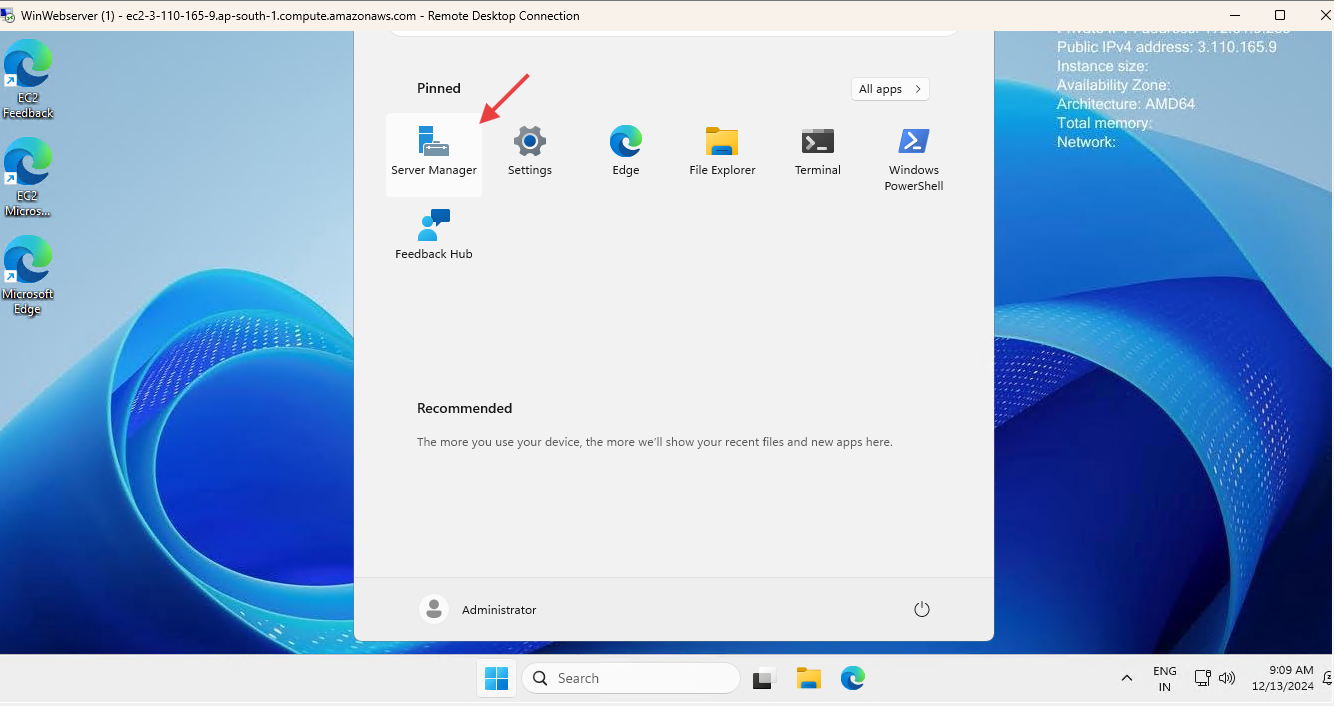 WinWebserver (1) - ec2-3-110-165-9.ap-south-1.compute.amazonaws.com - Remote Desktop Connection
Public IPv4 address: 3.110.165.9
Instance size:
Availability Zone:
Architecture: AMD64
Total memory:
Network:
EC2
Feedback
EC2
Micros...
Microsoft
Edge
Pinned
All apps
Server Manager
Settings
Edge
File Explorer
Terminal
Windows
PowerShell
Feedback Hub
Recommended
The more you use your device, the more we'll show your recent files and new apps here.
Administrator
Search
ENG
IN
9:09 AM
12/13/2024